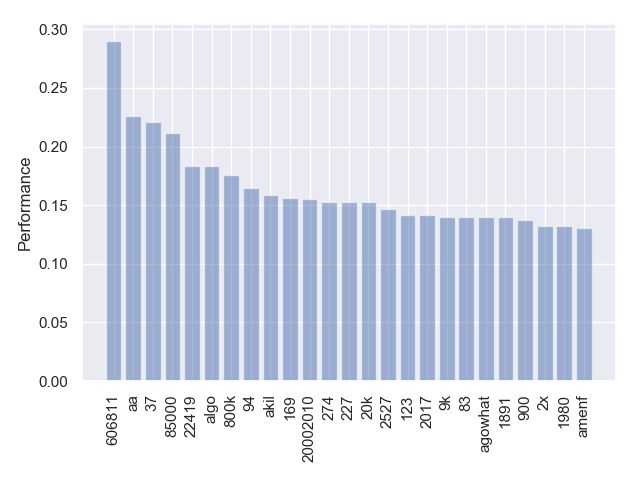 0.30
0.25
0.20
0.15
0.10
0.05
0.00
Performance
606811
aa
37
85000
22419
algo
800k
94
akil
169
20002010
274
227
20k
2527
123
2017
9k
83
agowhat
1891
900
2x
1980
amenf